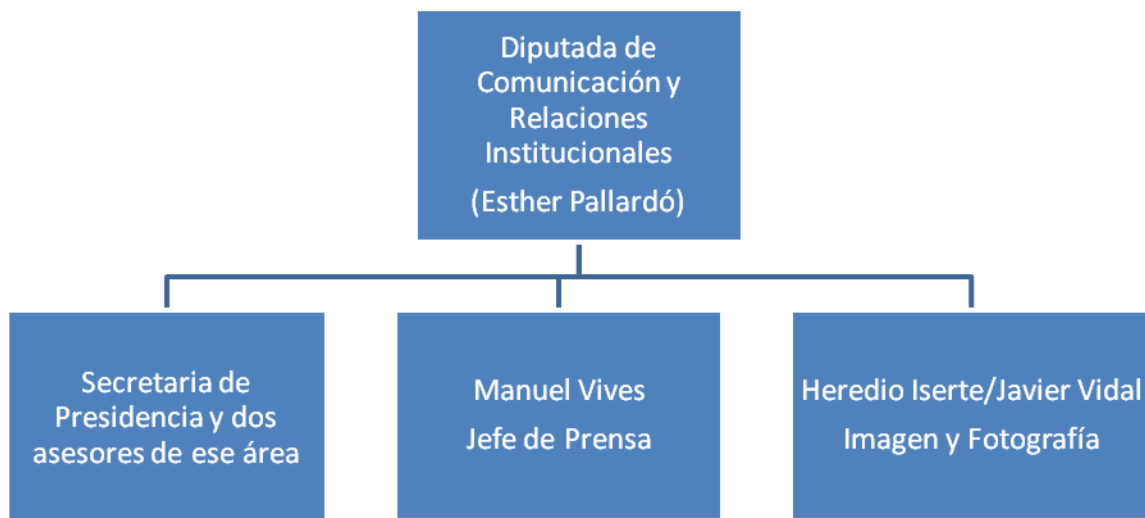 Diputada de
Comunicación y
Relaciones
Institucionales
(Esther Pallardó)
Secretaria de
Presidencia y dos
asesores de ese área
Manuel Vives
Jefe de Prensa
Heredio Iserte/Javier Vidal
Imagen y Fotografía